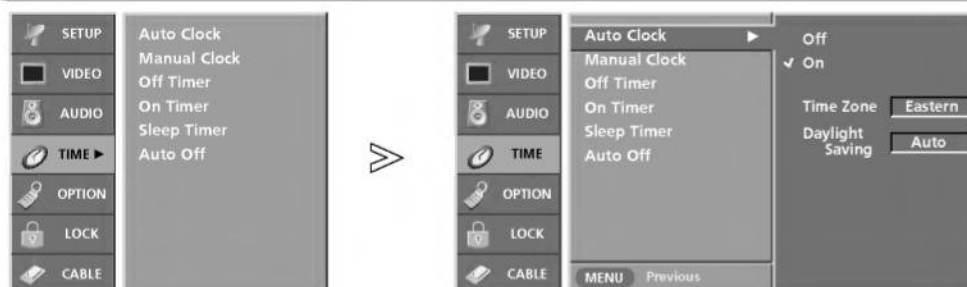 SETUP
VIDEO
AUDIO
TIME ▶
OPTION
LOCK
CABLE
Auto Clock
Manual Clock
Off Timer
On Timer
Sleep Timer
Auto Off
SETUP
VIDEO
AUDIO
TIME
OPTION
LOCK
CABLE
Auto Clock ▶
Manual Clock
Off Timer
On Timer
Sleep Timer
Auto Off
MENU Previous
Off
✔ On
Time Zone Eastern
Daylight
Saving Auto